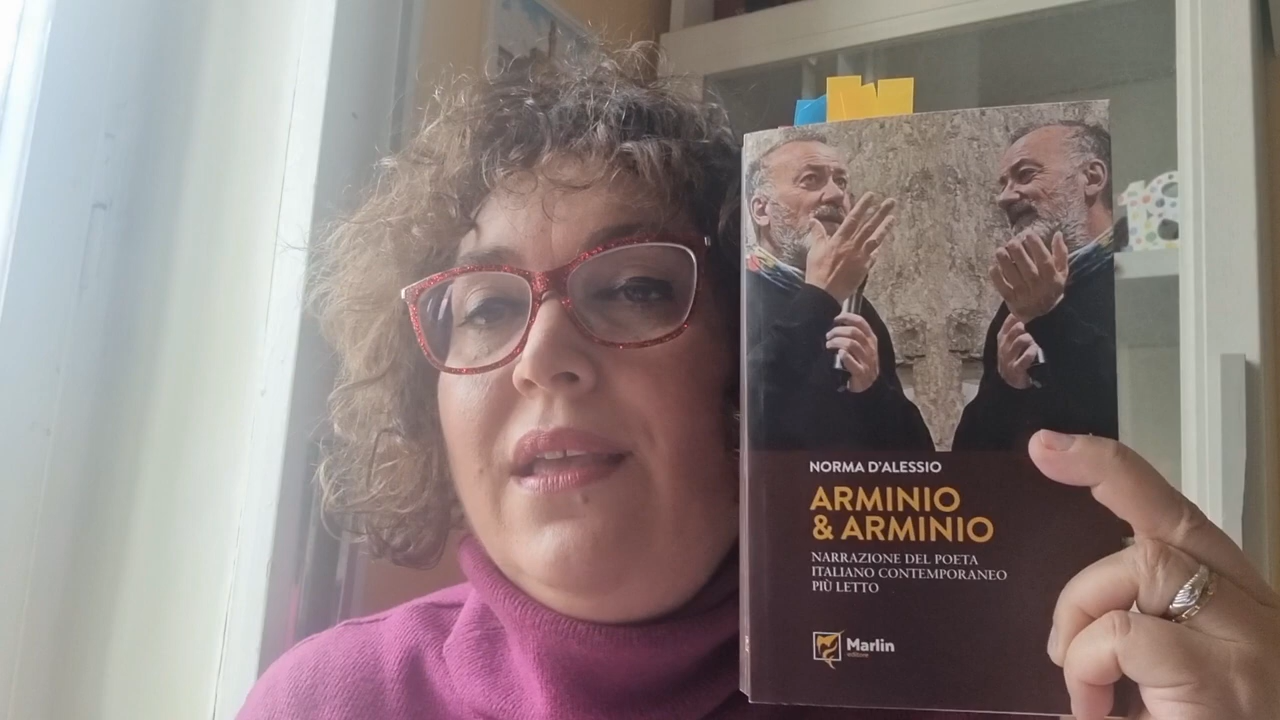 NORMA D'ALESSIO
ARMINIO
& ARMINIO
NARRAZIONE DEL POETA
ITALIANO CONTEMPORANEO
PIÙ LETTO
Marlin
editore